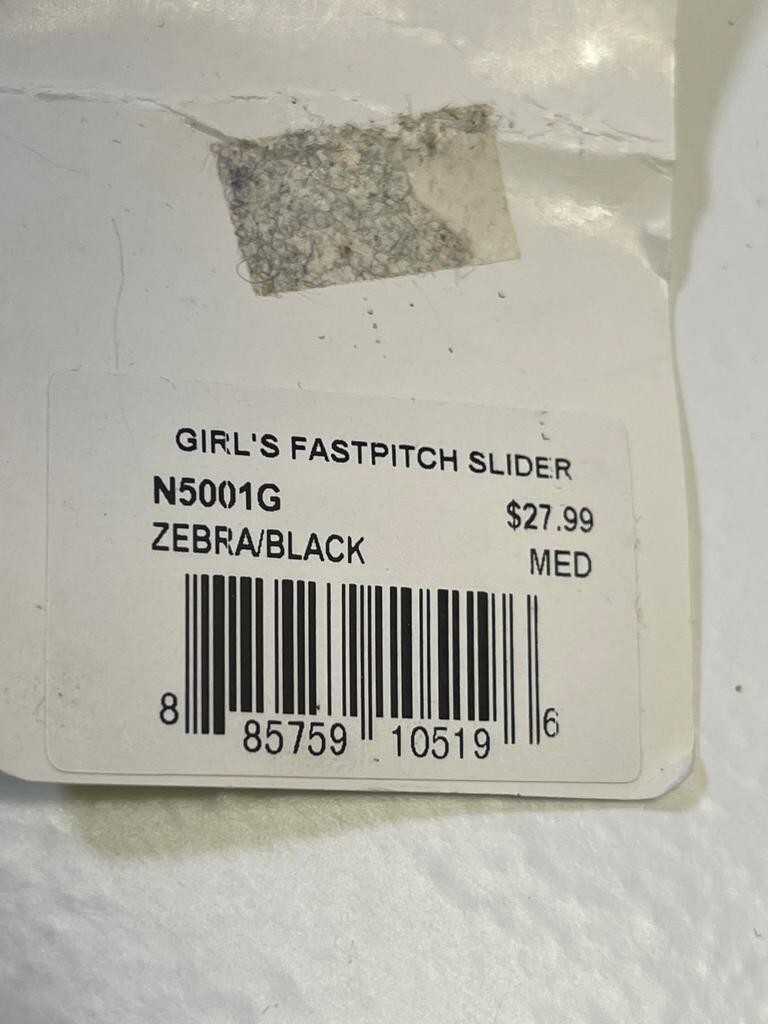 GIRL'S FASTPITCH SLIDER
N5001G $27.99
ZEBRA/BLACK MED
8 85759 10519 6